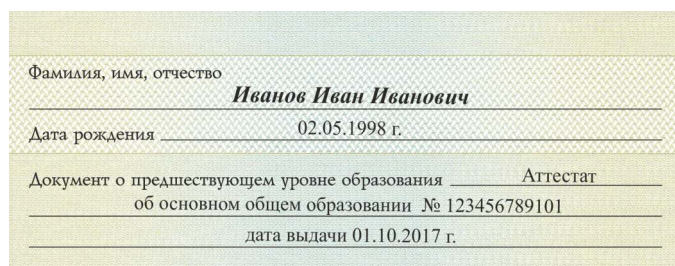 Фамилия, имя, отчество
Иванов Иван Иванович
Дата рождения 02.05.1998 г.
Документ о предшествующем уровне образования Аттестат
об основном общем образовании № 123456789101
дата выдачи 01.10.2017 г.